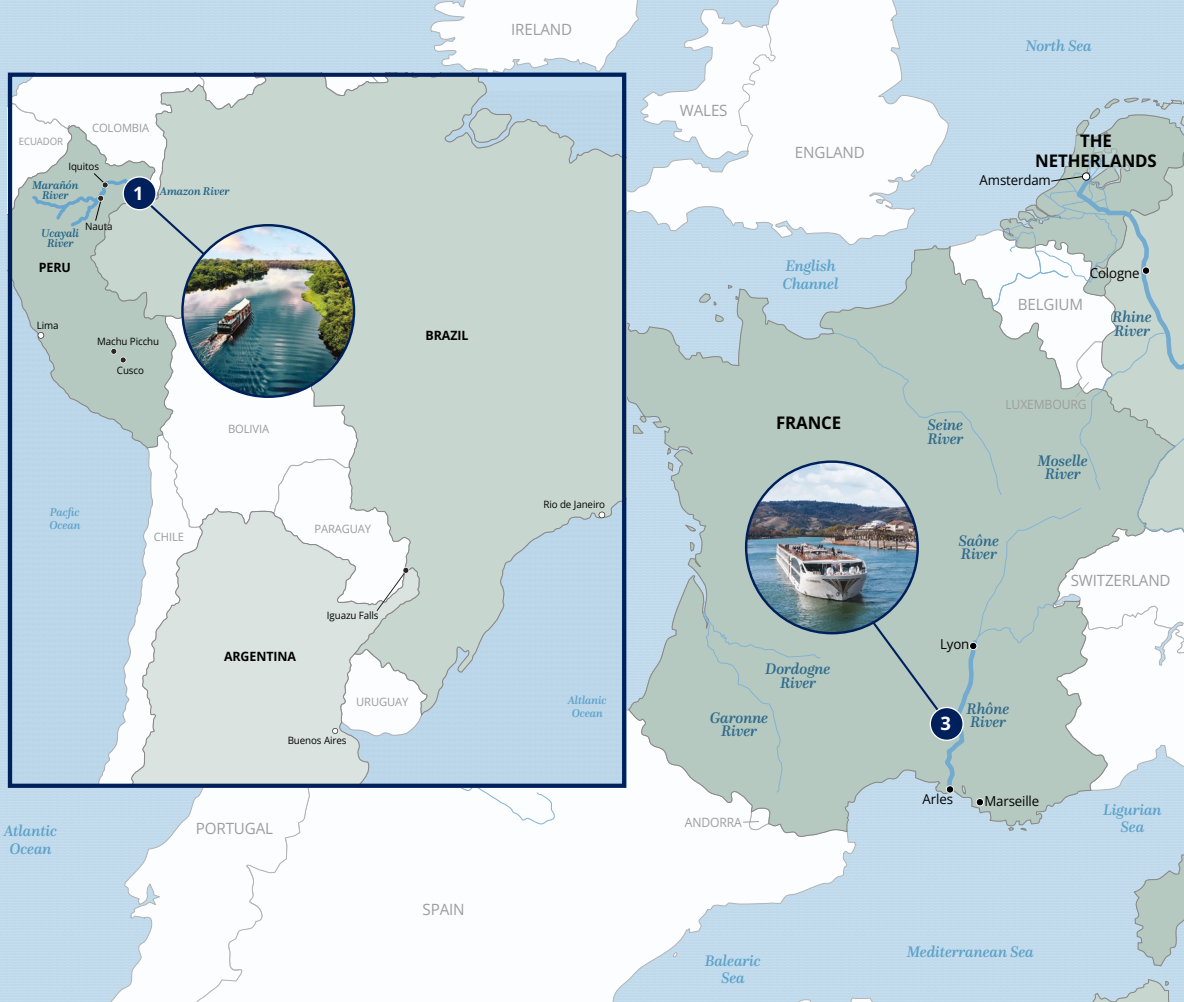 IRELAND
North Sea
WALES
ENGLAND
THE
NETHERLANDS
Amsterdam
COLOMBIA
ECUADOR
Iquitos
Marañón
River
1
Amazon River
Nauta
Ucayali
River
PERU
Lima
Machu Picchu
Cusco
BRAZIL
BOLIVIA
Pacfic
Ocean
CHILE
PARAGUAY
Rio de Janeiro
Iguazu Falls
ARGENTINA
URUGUAY
Buenos Aires
Altlanic
Ocean
English
Channel
BELGIUM
Cologne
Rhine
River
LUXEMBOURG
FRANCE
Seine
River
Moselle
River
Saône
River
SWITZERLAND
Lyon
Dordogne
River
Garonne
River
3
Rhône
River
Arles
Marseille
ANDORRA
Ligurian
Sea
Atlantic
Ocean
PORTUGAL
SPAIN
Balearic
Sea
Mediterranean Sea